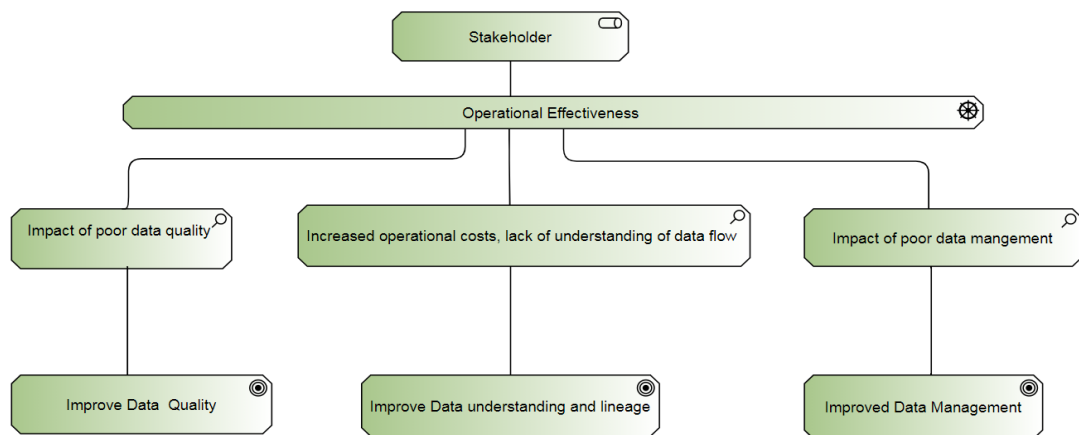 Stakeholder
Operational Effectiveness
Impact of poor data quality
Increased operational costs, lack of understanding of data flow
Impact of poor data mangement
Improve Data  Quality
Improve Data understanding and lineage
Improved Data Management